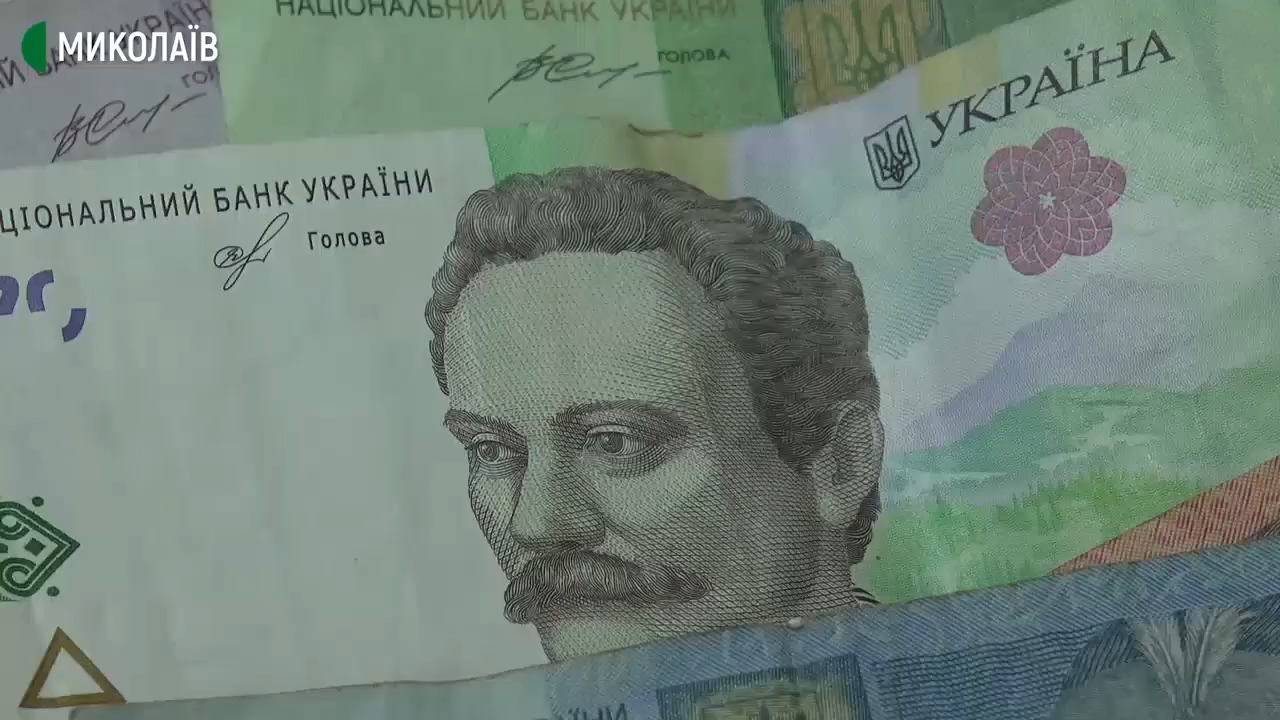 МИКОЛАЇВ
НАЦІОНАЛЬНИЙ БАНК УКРАЇНИ
ГОЛОВА
УКРАЇНА
ЦІОНАЛЬНИЙ БАНК УКРАЇНИ
Голова